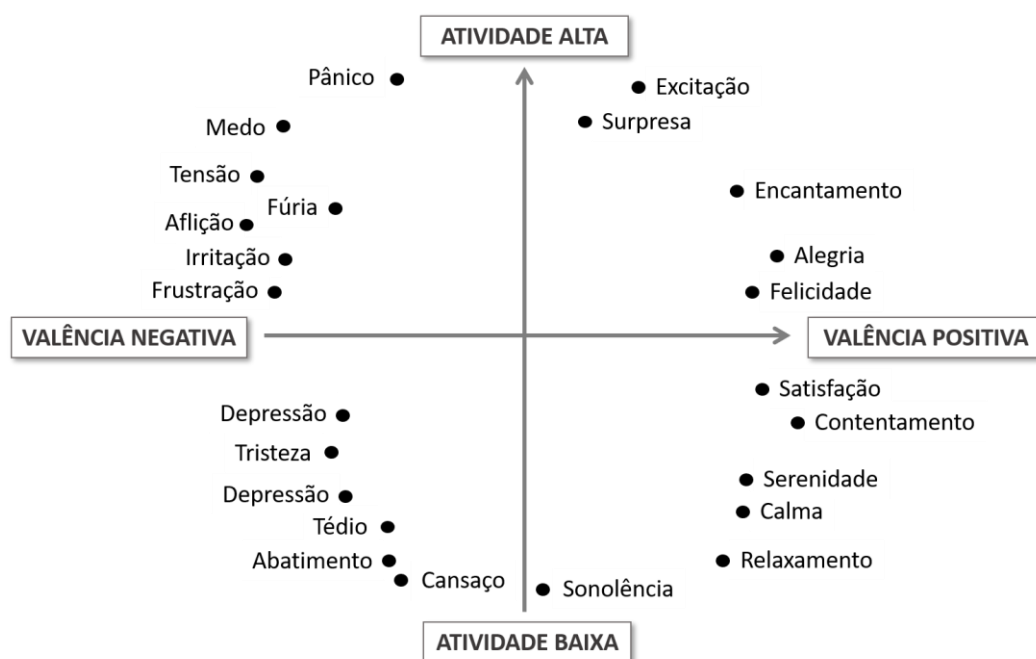 ATIVIDADE ALTA
Pânico
Excitação
Medo
Surpresa
Tensão
Encantamento
Fúria
Aflição
Irritação
Alegria
Frustração
Felicidade
VALÊNCIA NEGATIVA
VALÊNCIA POSITIVA
Satisfação
Depressão
Contentamento
Tristeza
Serenidade
Depressão
Calma
Tédio
Abatimento
Relaxamento
Cansaço
Sonolência
ATIVIDADE BAIXA